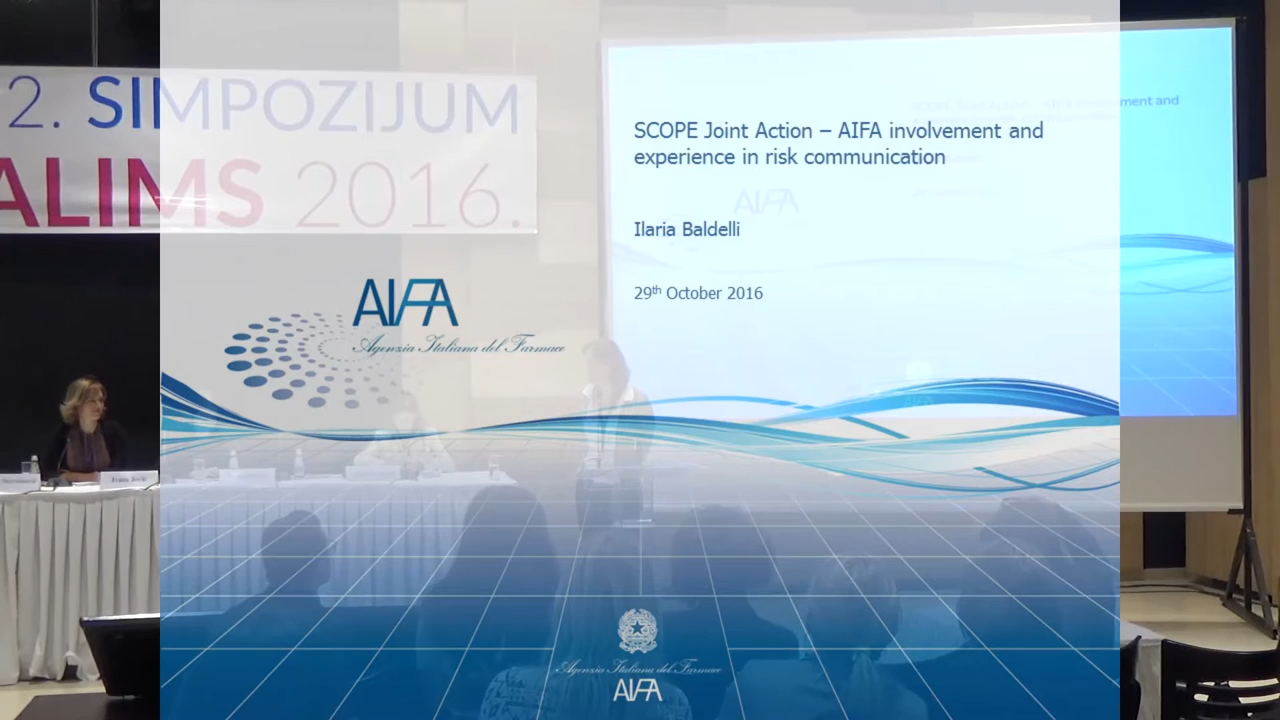 2. SIMPOZIJUM
ALIMS 2016.
SCOPE Joint Action – AIFA involvement and
experience in risk communication
Ilaria Baldelli
29th October 2016
AIFA
Agenzia Italiana del Farmaco
Agenzia Italiana del Farmaco
AIFA